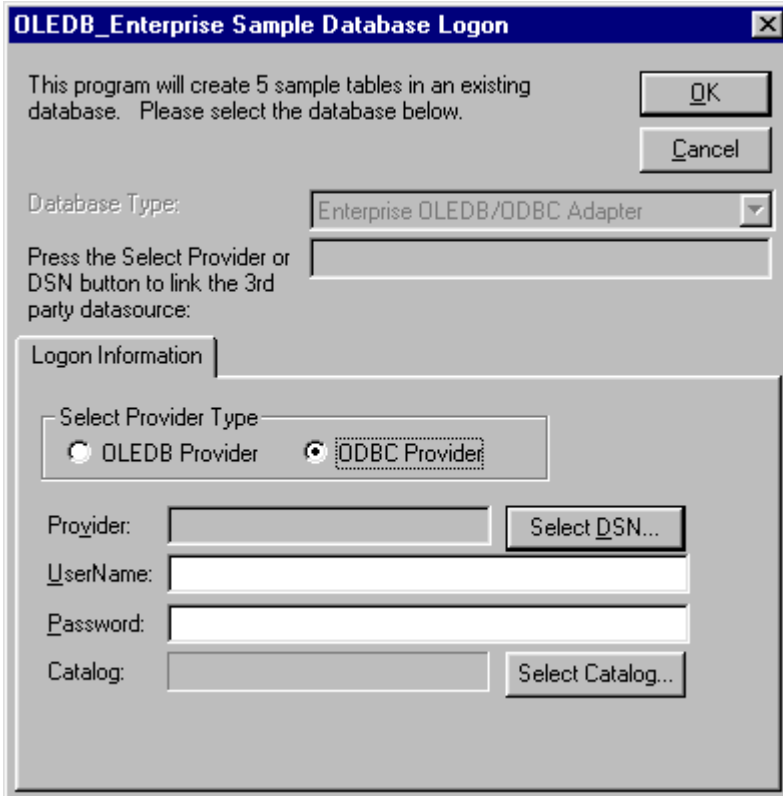 OLEDB_Enterprise Sample Database Logon
This program will create 5 sample tables in an existing
database.   Please select the database below.
OK
Cancel
Database Type:
Enterprise OLEDB/ODBC Adapter
Press the Select Provider or
DSN button to link the 3rd
party datasource:
Logon Information
Select Provider Type
OLEDB Provider
ODBC Provider
Provider:
Select DSN...
UserName:
Password:
Catalog:
Select Catalog...